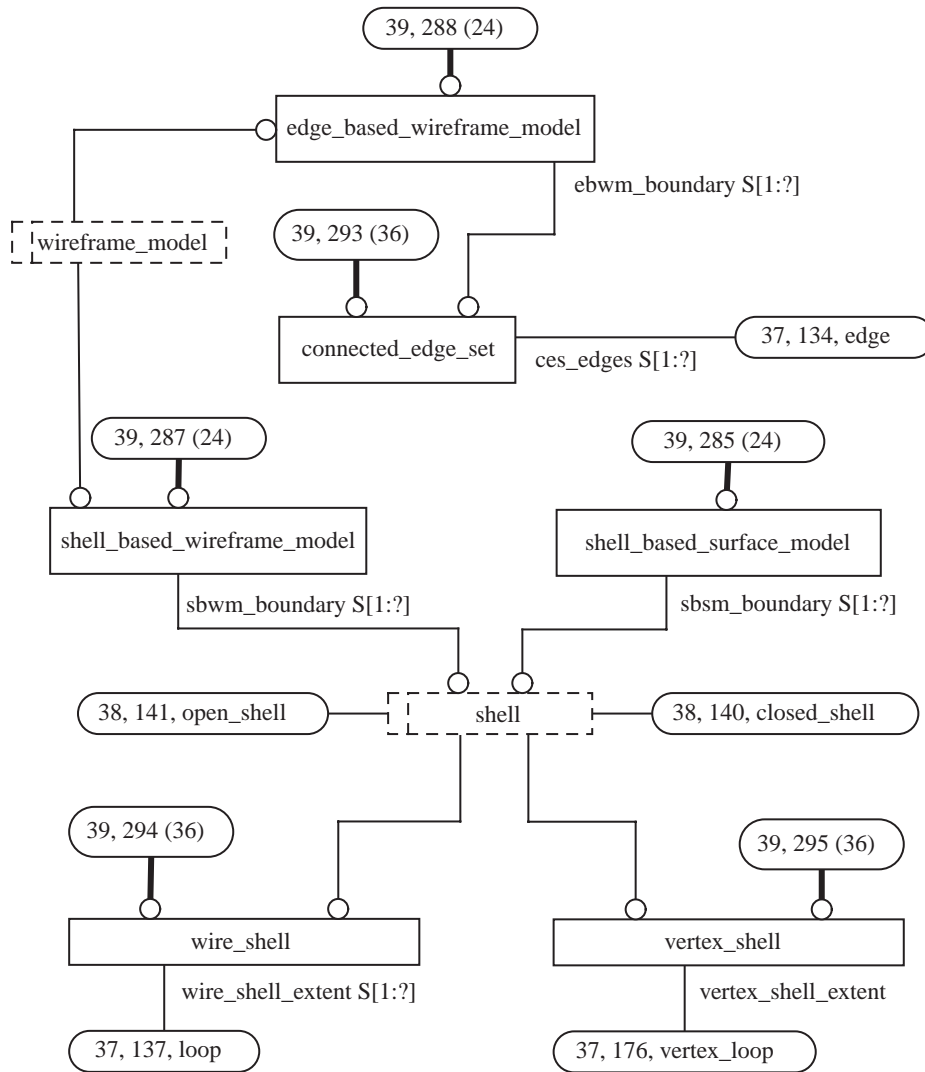 39, 288 (24)
edge_based_wireframe_model
ebwm_boundary S[1:?]
wireframe_model
39, 293 (36)
connected_edge_set
ces_edges S[1:?]
37, 134, edge
39, 287 (24)
39, 285 (24)
shell_based_wireframe_model
shell_based_surface_model
sbwm_boundary S[1:?]
sbsm_boundary S[1:?]
38, 141, open_shell
shell
38, 140, closed_shell
39, 294 (36)
39, 295 (36)
wire_shell
vertex_shell
wire_shell_extent S[1:?]
vertex_shell_extent
37, 137, loop
37, 176, vertex_loop